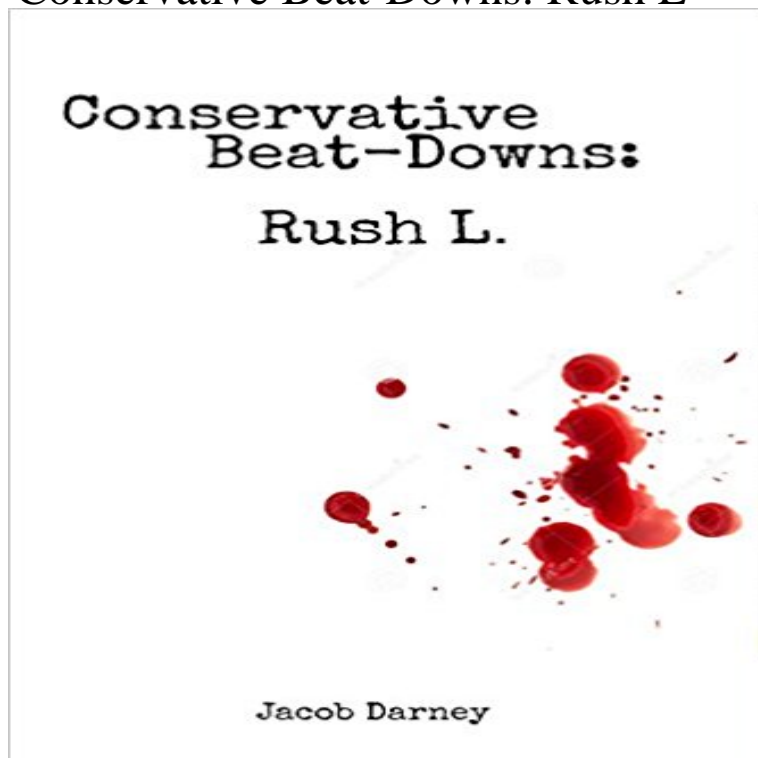 Conservative Beat-Downs: Rush L
Conservative
Beat-Downs:
Rush L.
Jacob Darney